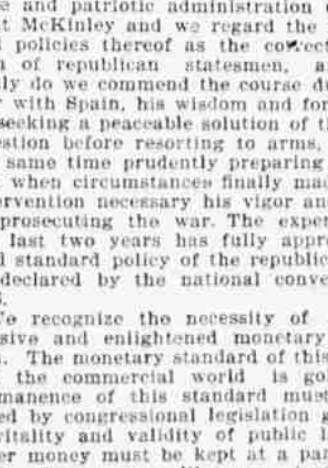 e and patriotic administration
t McKinley and we regard the
policies thereof as the correct
of republican statesmen,
ly do we commend the course
with Spain, his wisdom and for
seeking a peaceable solution of
estion before resorting to arms,
same time prudently preparing
when circumstances finally
ervention necessary his vigor and
prosecuting the war. The exper
last two years has fully appr
d standard policy of the republic
declared by the national conve
We recognize the necessity of
sive and enlightened monetary
The monetary standard of this
the commercial world is
manence of this standard must
ed by congressional legislation
vitality and validity of public
er money must be kept at a par